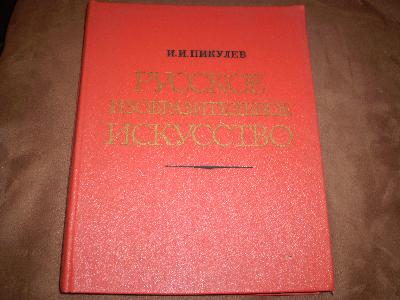 И.И.ПИКУЛЕВ
РУССКОЕ
ИЗОБРАЗИТЕЛЬНОЕ
ИСКУССТВО